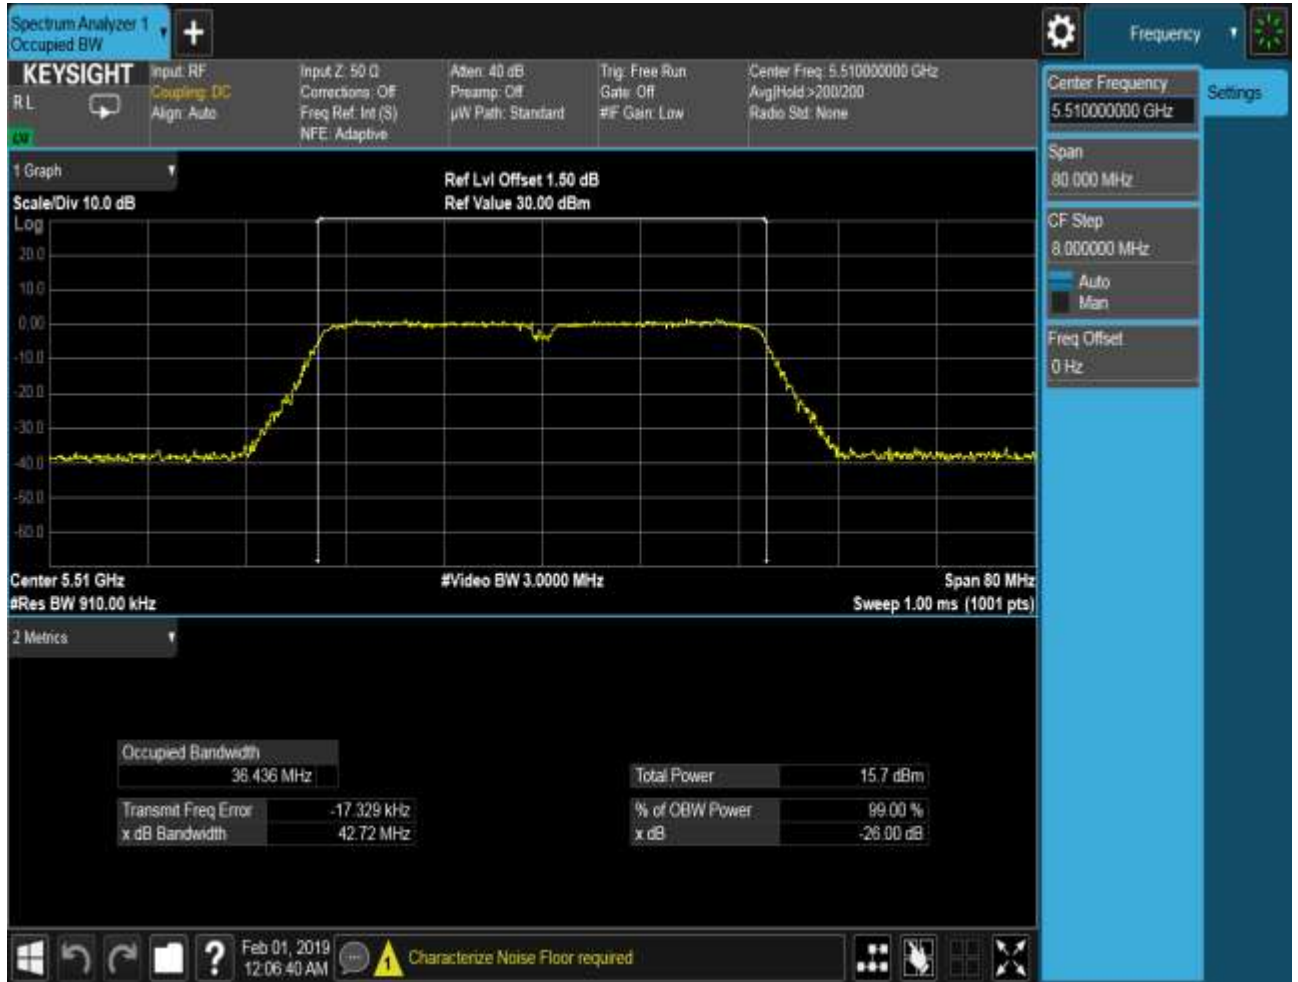 Spectrum Analyzer 1
Occupied BW
Frequency
KEYSIGHT
R L
Input: RF
Coupling: DC
Align: Auto
Input Z: 50 Ω
Corrections: Off
Freq Ref: Int (S)
NFE: Adaptive
Atten: 40 dB
Preamp: Off
µW Path: Standard
Trig: Free Run
Gate: Off
#IF Gain: Low
Center Freq: 5.510000000 GHz
Avg|Hold:>200/200
Radio Std: None
Center Frequency
5.510000000 GHz
Settings
Span
80.000 MHz
CF Step
8.000000 MHz
Auto
Man
Freq Offset
0 Hz
1 Graph
Scale/Div 10.0 dB
Ref Lvl Offset 1.50 dB
Ref Value 30.00 dBm
Log
20.0
10.0
0.00
-10.0
-20.0
-30.0
-40.0
-50.0
-60.0
Center 5.51 GHz
#Res BW 910.00 kHz
#Video BW 3.0000 MHz
Span 80 MHz
Sweep 1.00 ms (1001 pts)
2 Metrics
Occupied Bandwidth
36.436 MHz
Transmit Freq Error -17.329 kHz
x dB Bandwidth 42.72 MHz
Total Power 15.7 dBm
% of OBW Power 99.00 %
x dB -26.00 dB
Feb 01, 2019
12:06:40 AM
?
1
Characterize Noise Floor required